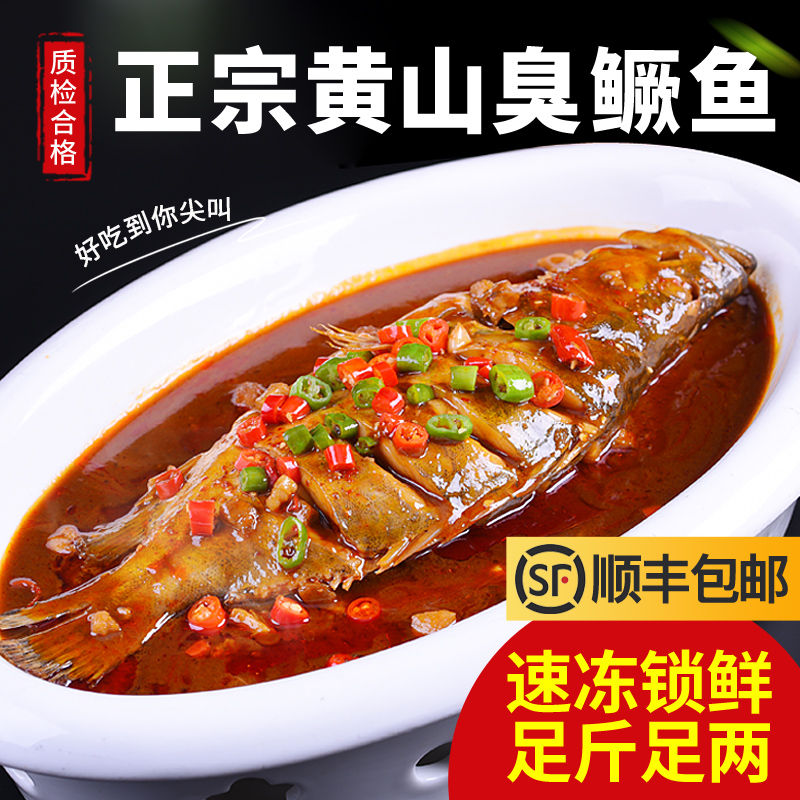 质检合格
正宗黄山臭鳜鱼
好吃到你尖叫
SF 顺丰包邮
速冻锁鲜
足斤足两